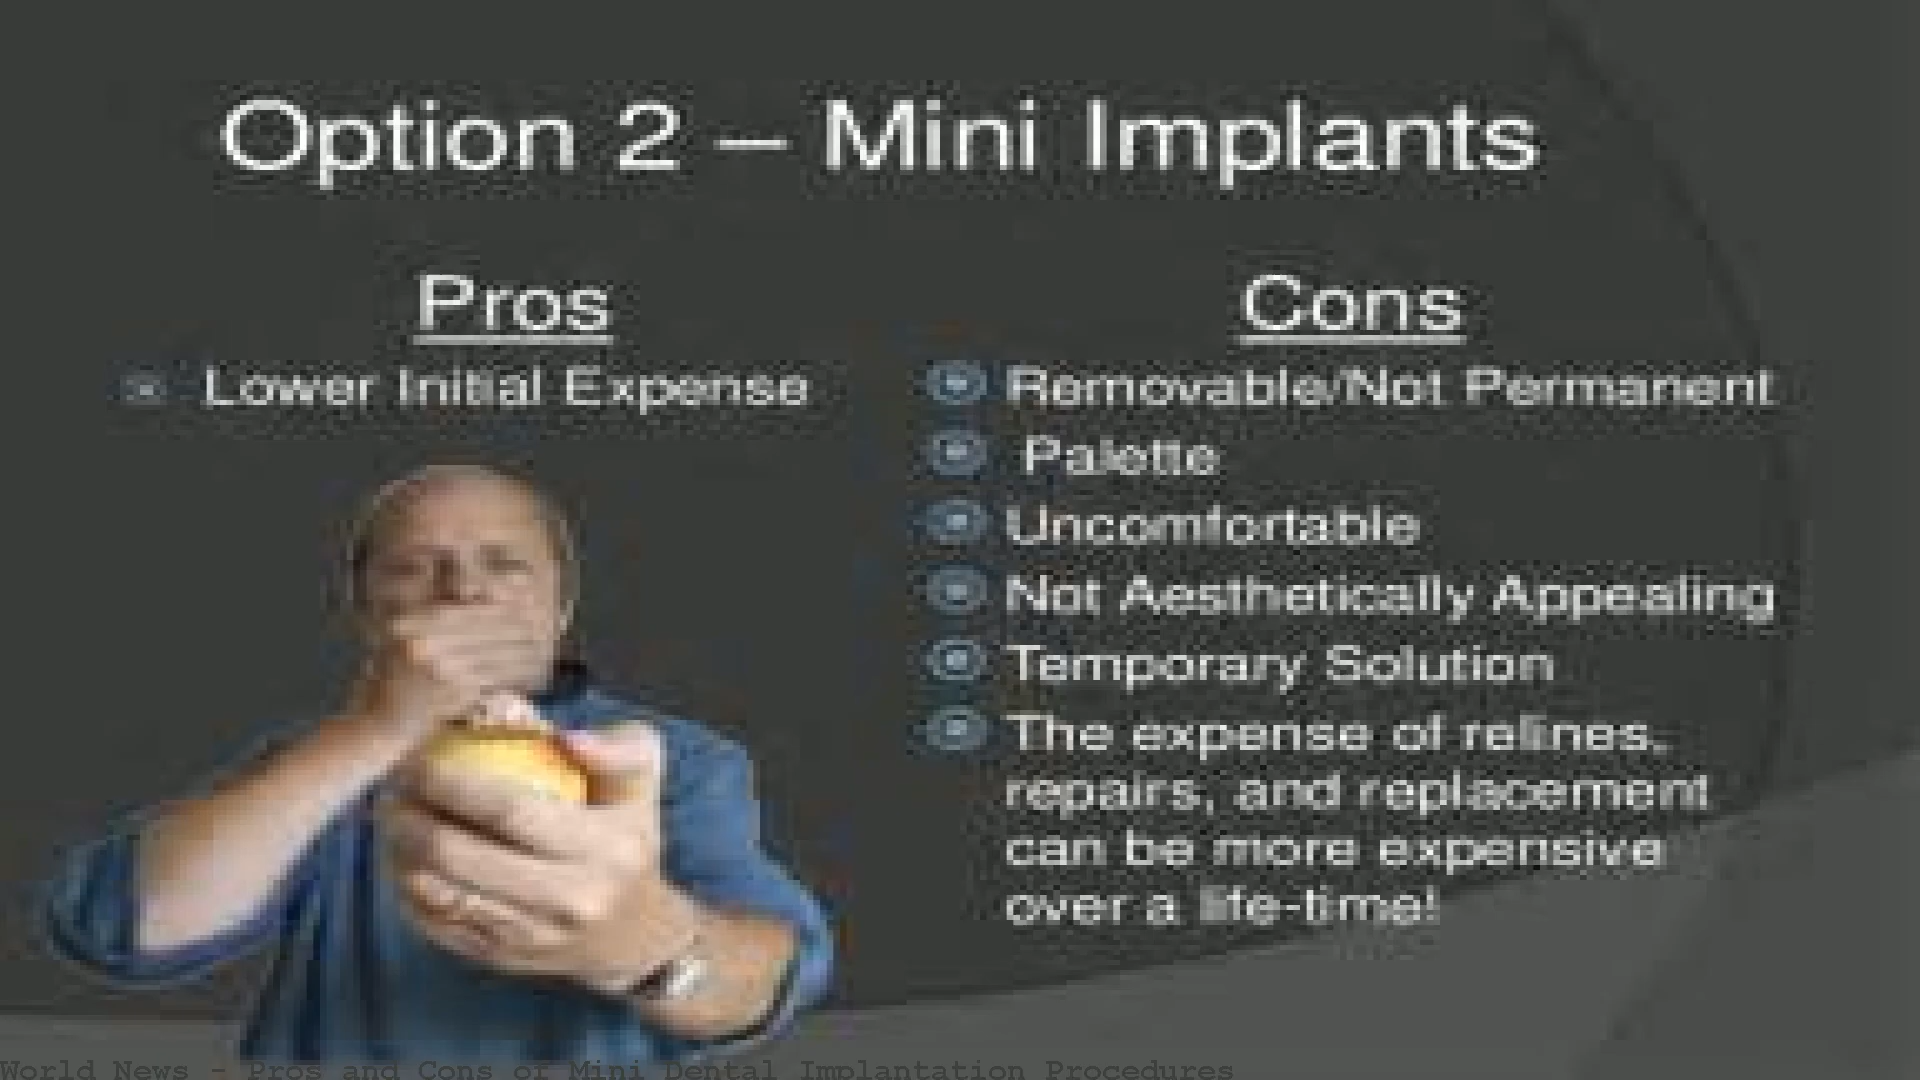 Option 2 – Mini Implants
Pros
Lower Initial Expense
Cons
Removable/Not Permanent
Palette
Uncomfortable
Not Aesthetically Appealing
Temporary Solution
The expense of relines,
repairs, and replacement
can be more expensive
over a life-time!
World News - Pros and Cons of Mini Dental Implantation Procedures